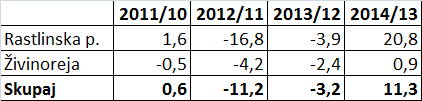 2011/10 2012/11 2013/12 2014/13
Rastlinska p. 1,6 -16,8 -3,9 20,8
Živinoreja -0,5 -4,2 -2,4 0,9
Skupaj 0,6 -11,2 -3,2 11,3